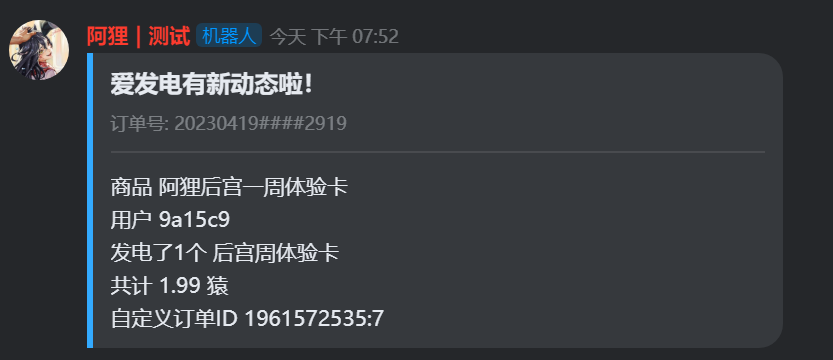 阿狸｜测试 机器人 今天 下午 07:52
爱发电有新动态啦！
订单号: 20230419####2919
商品 阿狸后宫一周体验卡
用户 9a15c9
发电了1个 后宫周体验卡
共计 1.99 猿
自定义订单ID 1961572535:7